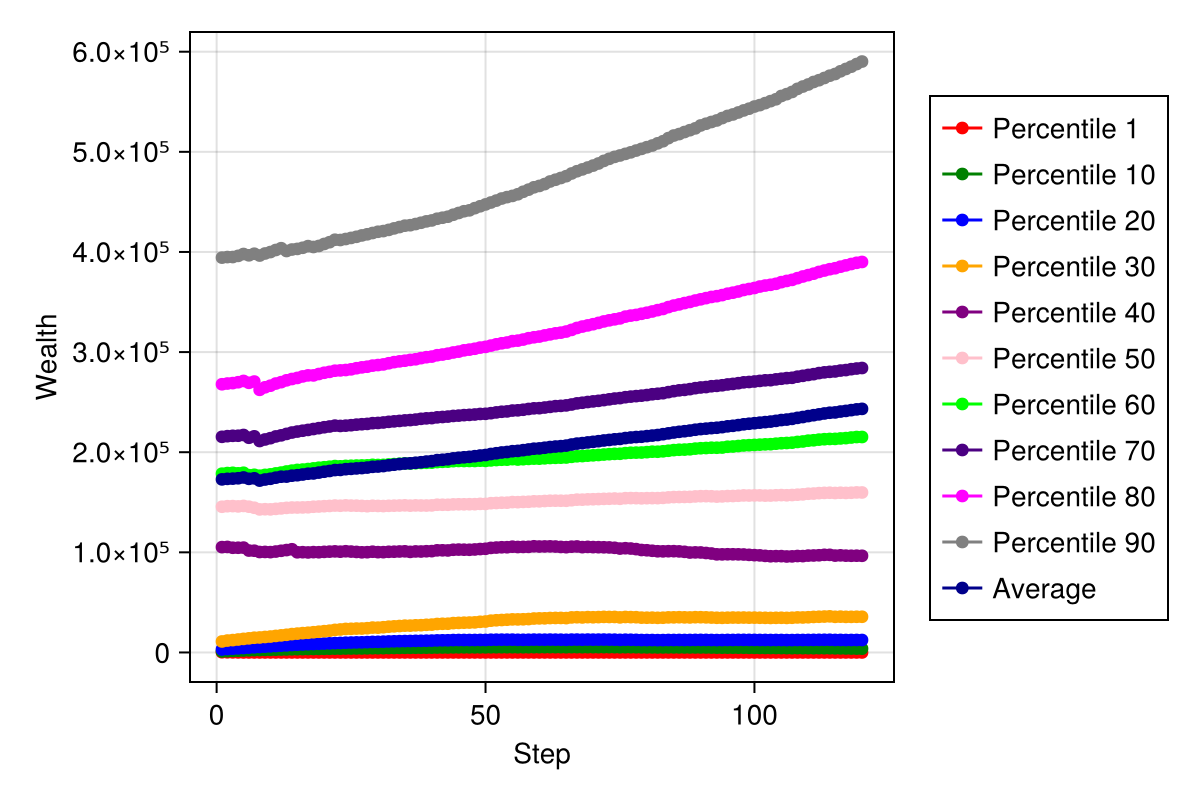 6.0×10⁵
5.0×10⁵
4.0×10⁵
3.0×10⁵
2.0×10⁵
1.0×10⁵
0
Wealth
0 50 100
Step
Percentile 1
Percentile 10
Percentile 20
Percentile 30
Percentile 40
Percentile 50
Percentile 60
Percentile 70
Percentile 80
Percentile 90
Average